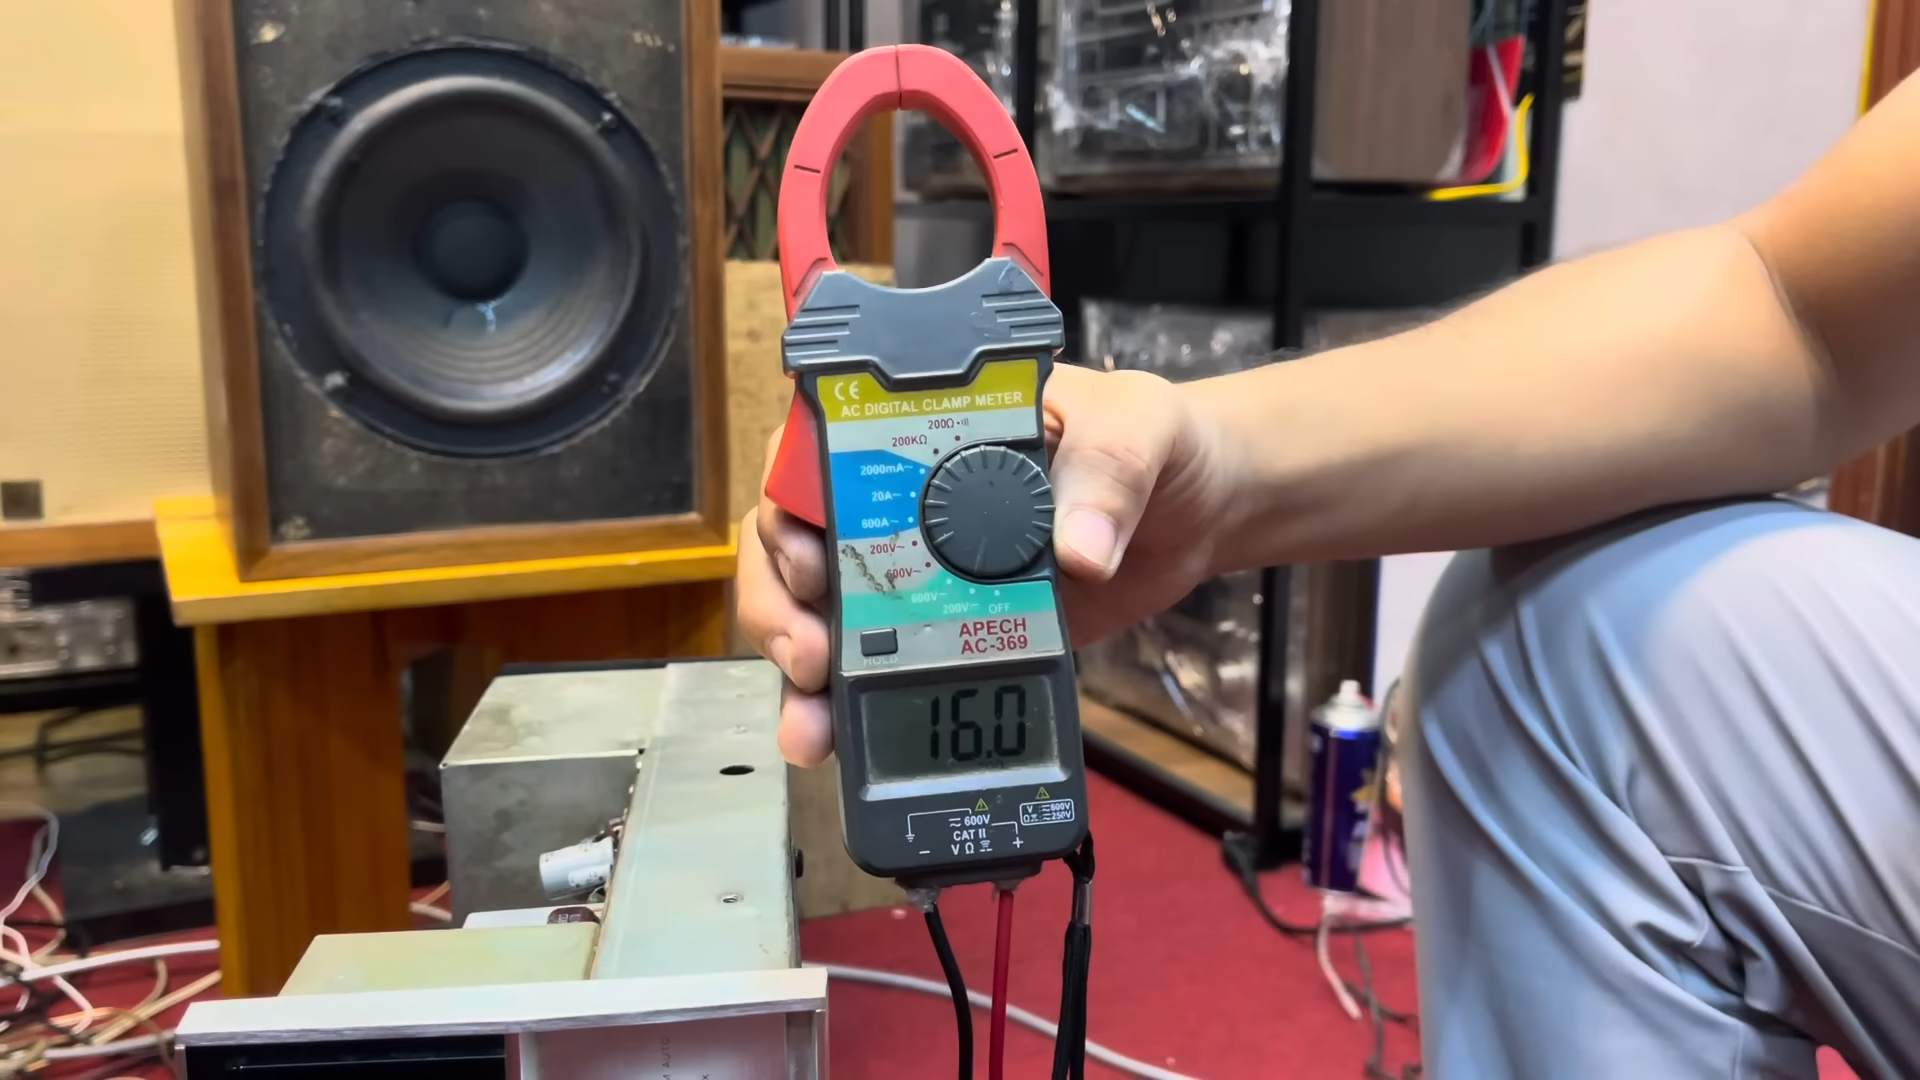 CE
AC DIGITAL CLAMP METER
200Ω•)))
200KΩ
2000mA~
20A~
600A~
200V~
600V~
600V⎓
200V⎓
OFF
APECH
AC-369
HOLD
16.0
⚠ ⚠
≂ 600V
V ≂600V
Ω ≂250V
CAT II
− V Ω +
M AUTO